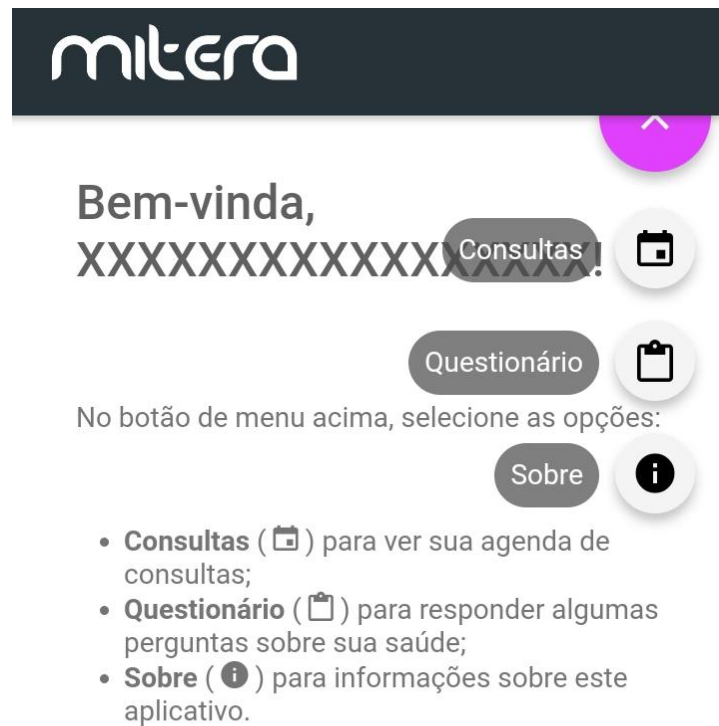 mitera
Bem-vinda,
XXXXXXXXXXXXXXXXX!
Consultas
Questionário
No botão de menu acima, selecione as opções:
Sobre
• Consultas ( ) para ver sua agenda de
consultas;
• Questionário ( ) para responder algumas
perguntas sobre sua saúde;
• Sobre ( ) para informações sobre este
aplicativo.